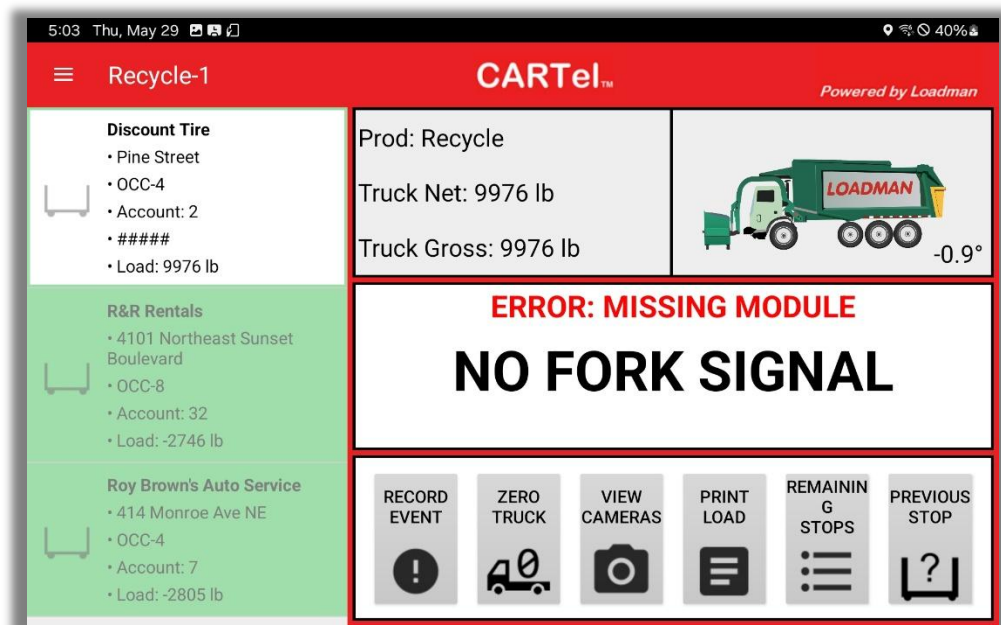 5:03 Thu, May 29
40%
Recycle-1
CARTel™
Powered by Loadman
Discount Tire
• Pine Street
• OCC-4
• Account: 2
• #####
• Load: 9976 lb
R&R Rentals
• 4101 Northeast Sunset
Boulevard
• OCC-8
• Account: 32
• Load: -2746 lb
Roy Brown's Auto Service
• 414 Monroe Ave NE
• OCC-4
• Account: 7
• Load: -2805 lb
Prod: Recycle
Truck Net: 9976 lb
Truck Gross: 9976 lb
LOADMAN
-0.9°
ERROR: MISSING MODULE
NO FORK SIGNAL
RECORD
EVENT
ZERO
TRUCK
0
VIEW
CAMERAS
PRINT
LOAD
REMAININ
G
STOPS
PREVIOUS
STOP
?